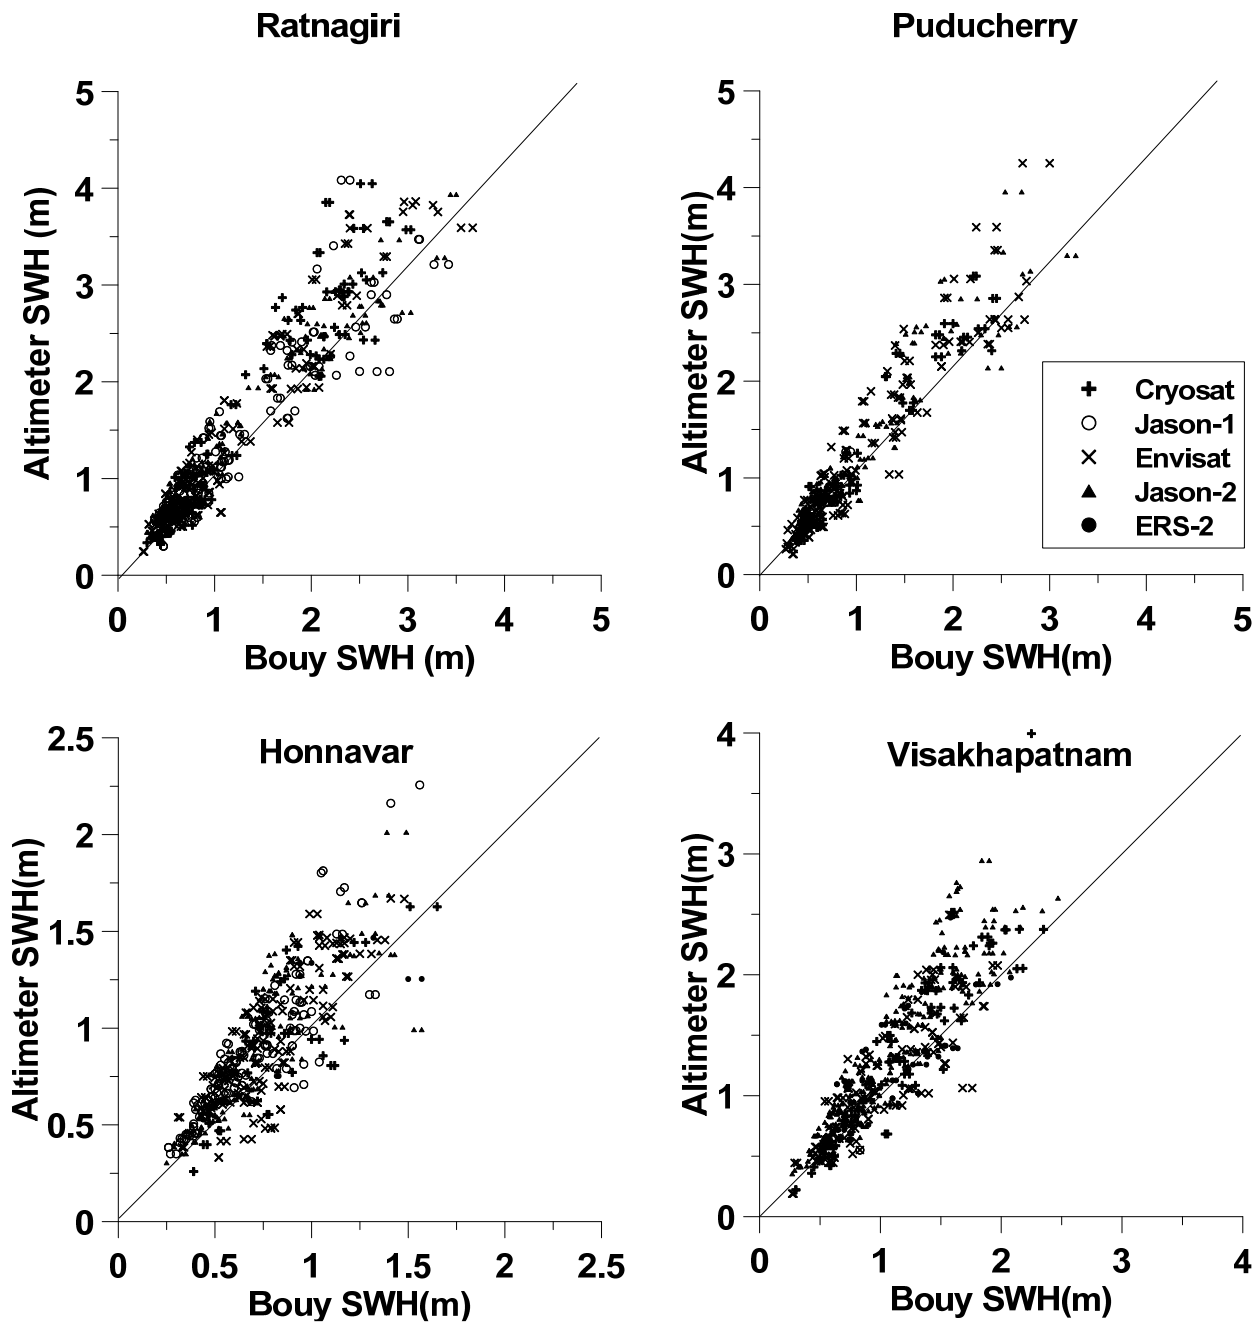 Ratnagiri
Puducherry
5
4
3
2
1
0
Altimeter SWH (m)
0 1 2 3 4 5
Bouy SWH (m)
5
4
3
2
1
0
Altimeter SWH(m)
0 1 2 3 4 5
Bouy SWH(m)
Cryosat
Jason-1
Envisat
Jason-2
ERS-2
Honnavar
2.5
2
1.5
1
0.5
0
Altimeter SWH(m)
0 0.5 1 1.5 2 2.5
Bouy SWH(m)
Visakhapatnam
4
3
2
1
0
Altimeter SWH(m)
0 1 2 3 4
Bouy SWH(m)